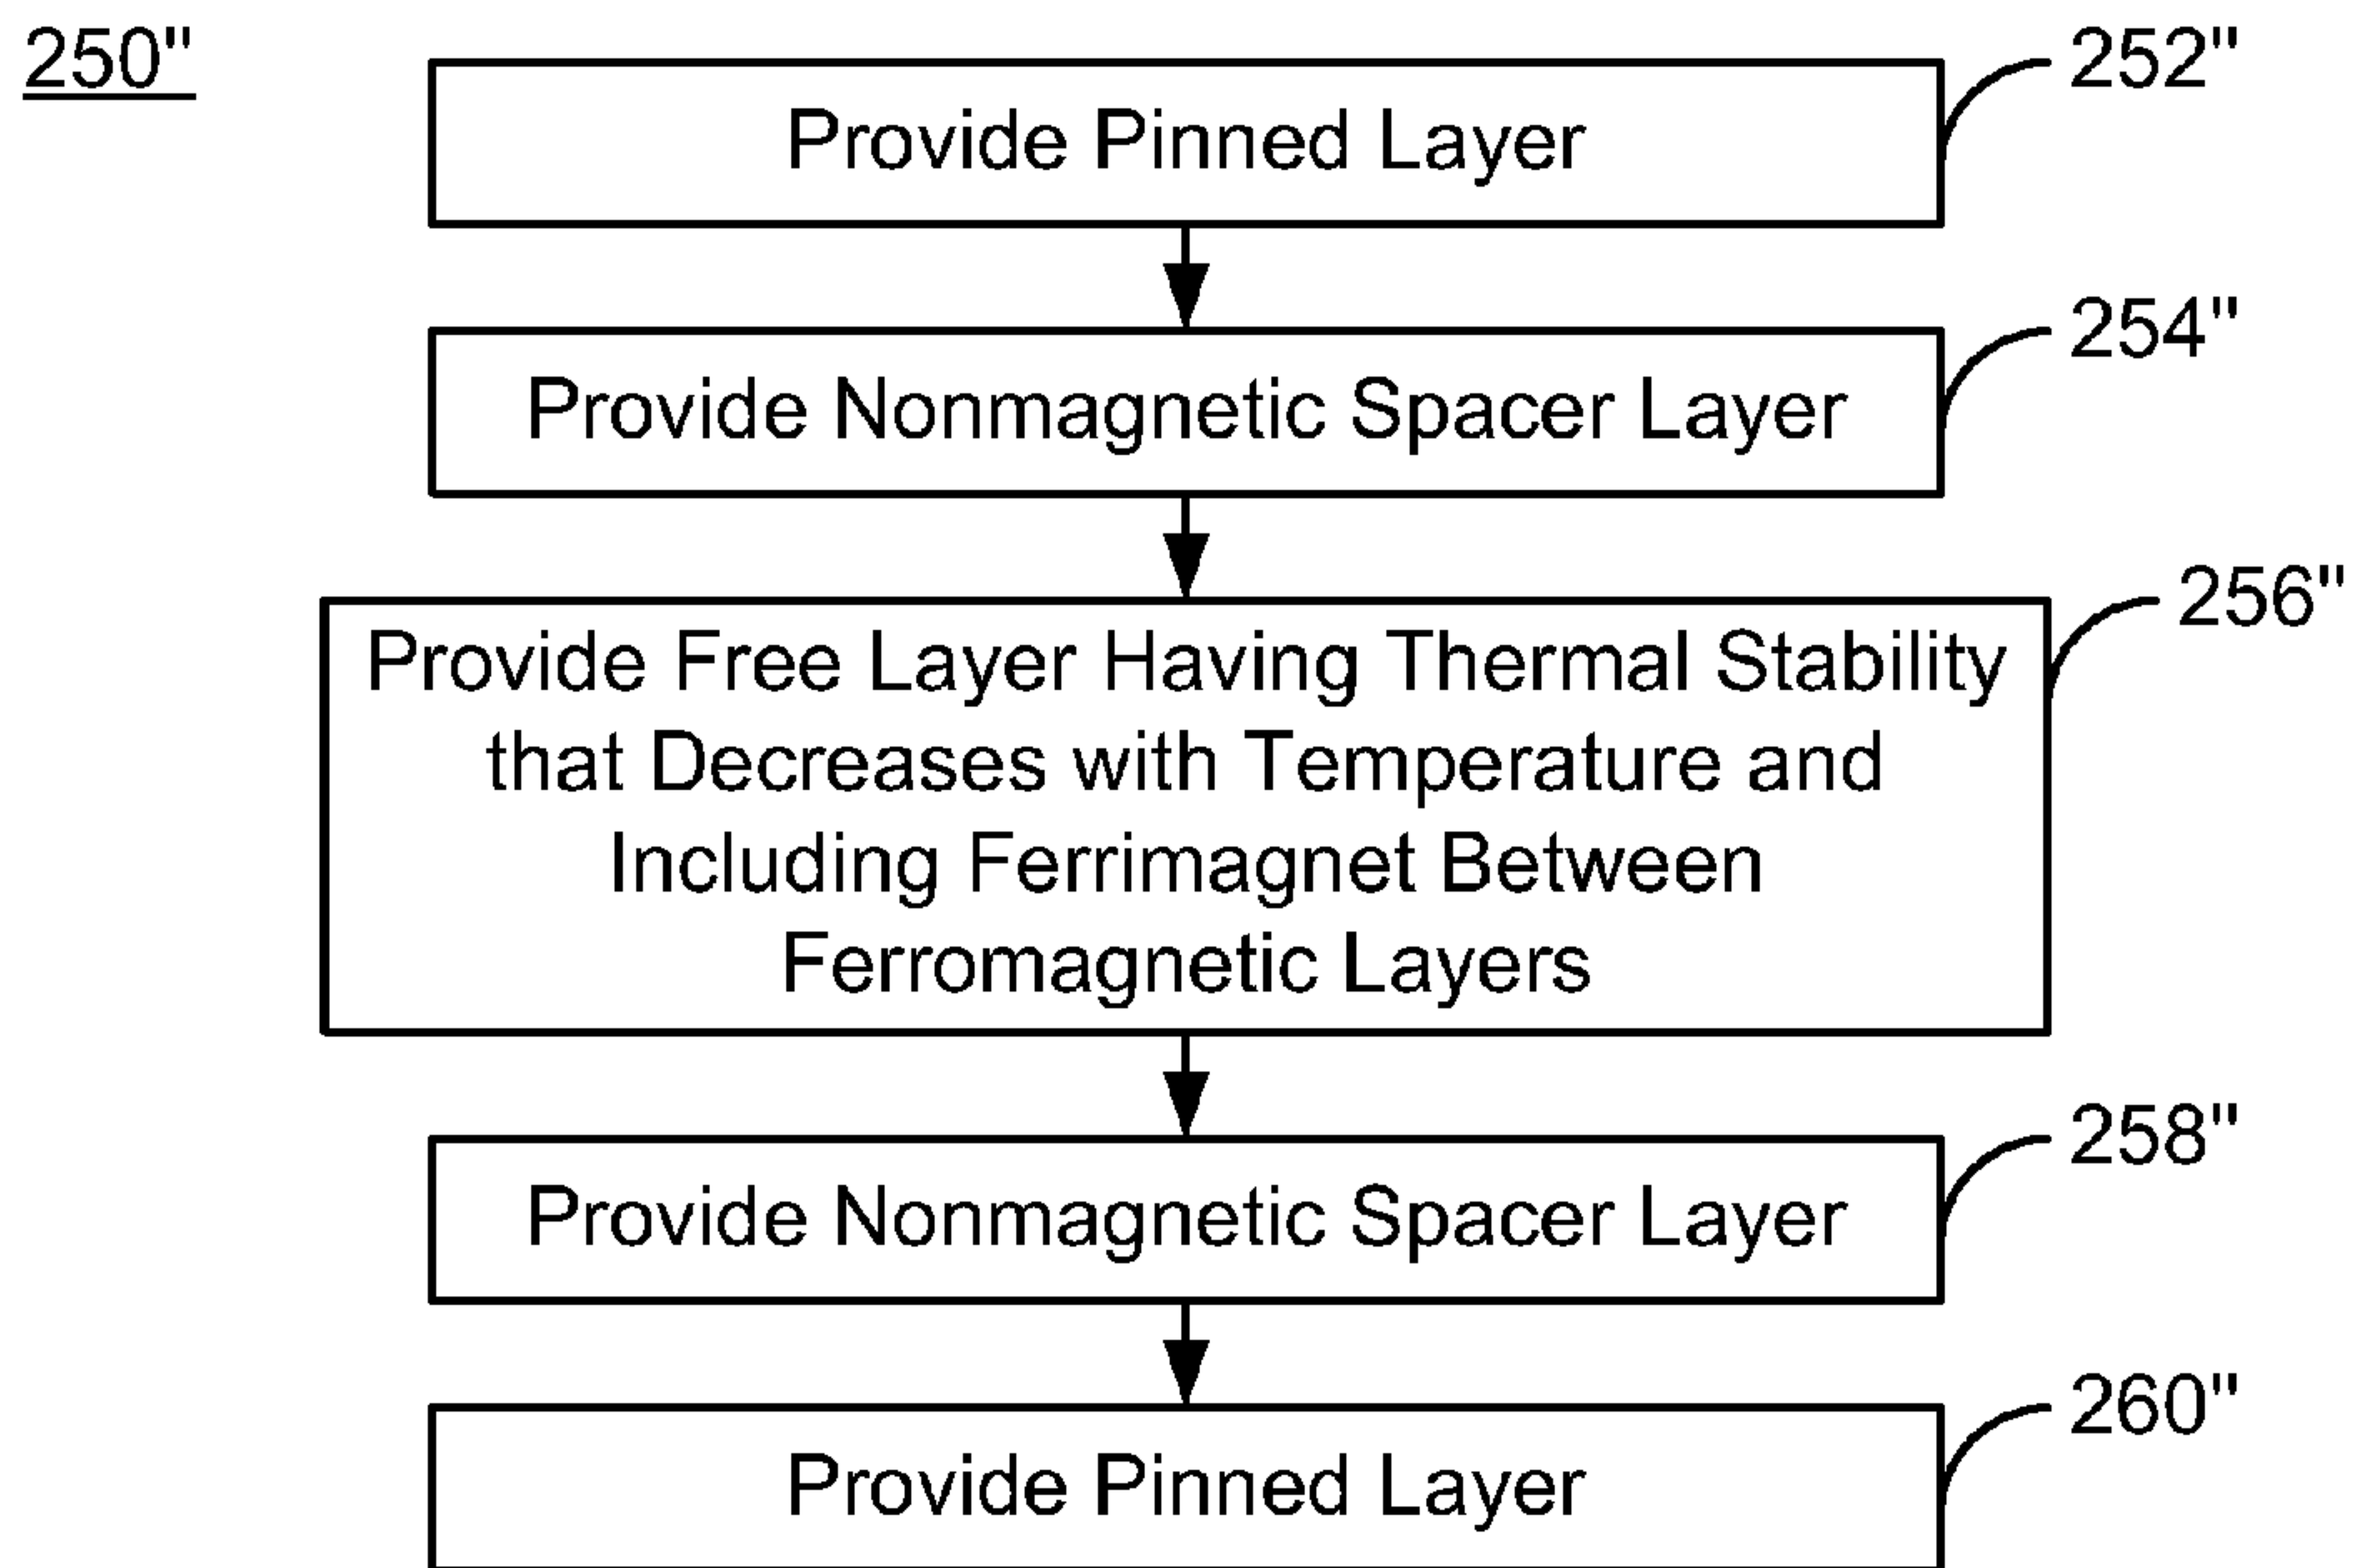 250"
Provide Pinned Layer
252"
Provide Nonmagnetic Spacer Layer
254"
Provide Free Layer Having Thermal Stability
that Decreases with Temperature and
Including Ferrimagnet Between
Ferromagnetic Layers
256"
Provide Nonmagnetic Spacer Layer
258"
Provide Pinned Layer
260"